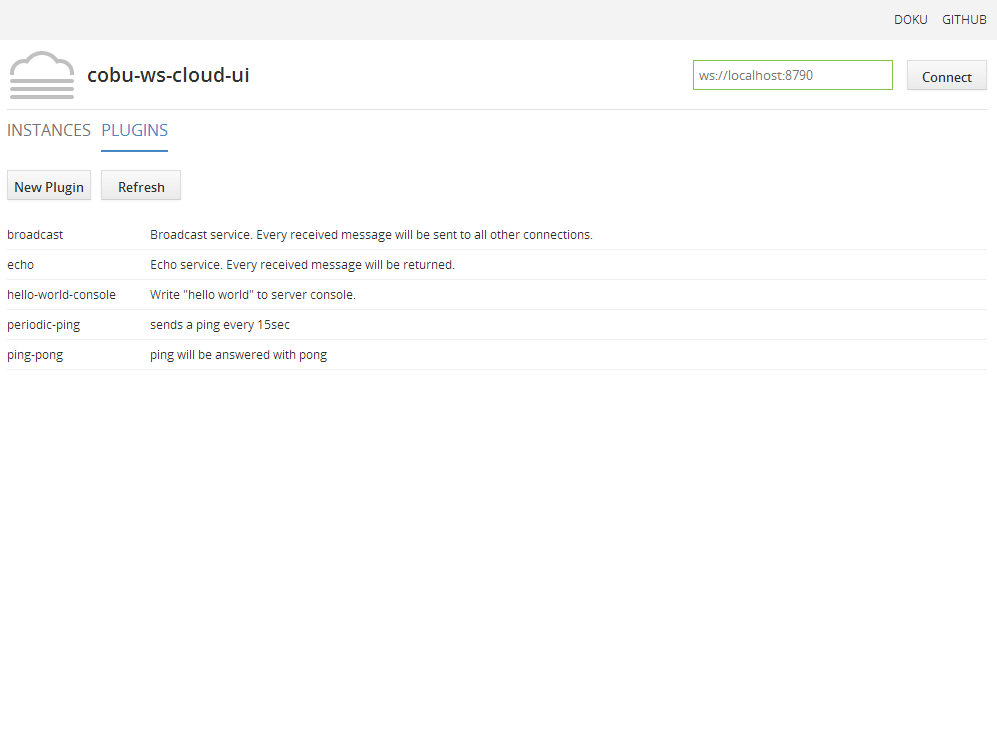 DOKU GITHUB
cobu-ws-cloud-ui ws://localhost:8790 Connect
INSTANCES PLUGINS
New Plugin Refresh
broadcast Broadcast service. Every received message will be sent to all other connections.
echo Echo service. Every received message will be returned.
hello-world-console Write "hello world" to server console.
periodic-ping sends a ping every 15sec
ping-pong ping will be answered with pong